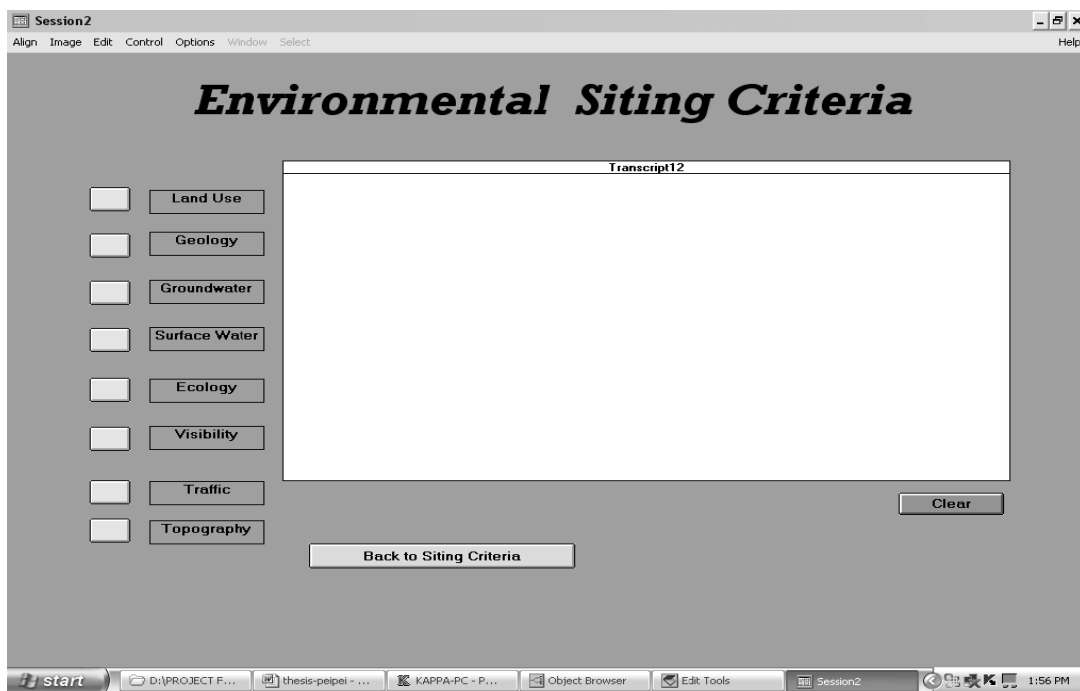 Session2
Align Image Edit Control Options Window Select Help
Environmental Siting Criteria
Transcript12
Land Use
Geology
Groundwater
Surface Water
Ecology
Visibility
Traffic
Topography
Clear
Back to Siting Criteria
start D:\PROJECT F... thesis-peipei - ... KAPPA-PC - P... Object Browser Edit Tools Session2 1:56 PM